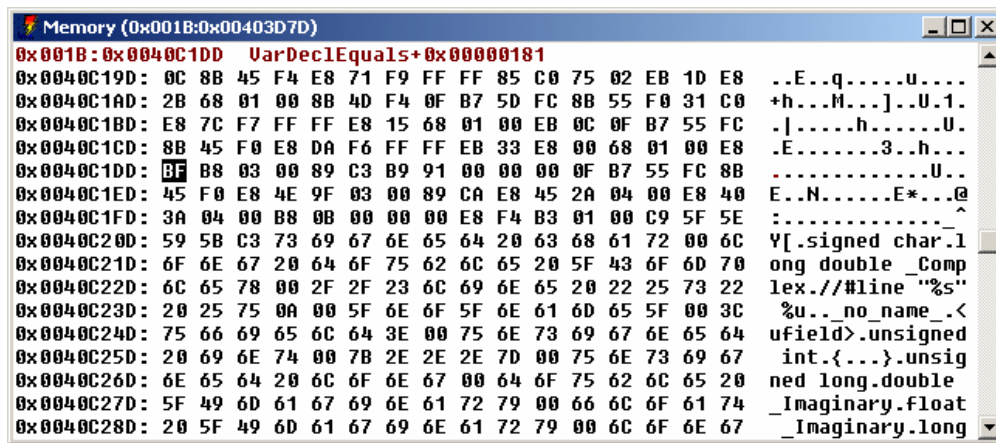 Memory (0x001B:0x00403D7D)
0x001B:0x0040C1DD  VarDeclEquals+0x00000181
0x0040C19D: 0C 8B 45 F4 E8 71 F9 FF FF 85 C0 75 02 EB 1D E8  ..E..q.....u....
0x0040C1AD: 2B 68 01 00 8B 4D F4 0F B7 5D FC 8B 55 F0 31 C0  +h...M...]..U.1.
0x0040C1BD: E8 7C F7 FF FF E8 15 68 01 00 EB 0C 0F B7 55 FC  .|.....h......U.
0x0040C1CD: 8B 45 F0 E8 DA F6 FF FF EB 33 E8 00 68 01 00 E8  .E.......3..h...
0x0040C1DD: BF B8 03 00 89 C3 B9 91 00 00 00 0F B7 55 FC 8B  .............U..
0x0040C1ED: 45 F0 E8 4E 9F 03 00 89 CA E8 45 2A 04 00 E8 40  E..N......E*...@
0x0040C1FD: 3A 04 00 B8 0B 00 00 00 E8 F4 B3 01 00 C9 5F 5E  :............._^
0x0040C20D: 59 5B C3 73 69 67 6E 65 64 20 63 68 61 72 00 6C  Y[.signed char.l
0x0040C21D: 6F 6E 67 20 64 6F 75 62 6C 65 20 5F 43 6F 6D 70  ong double _Comp
0x0040C22D: 6C 65 78 00 2F 2F 23 6C 69 6E 65 20 22 25 73 22  lex.//#line "%s"
0x0040C23D: 20 25 75 0A 00 5F 6E 6F 5F 6E 61 6D 65 5F 00 3C   %u.._no_name_.<
0x0040C24D: 75 66 69 65 6C 64 3E 00 75 6E 73 69 67 6E 65 64  ufield>.unsigned
0x0040C25D: 20 69 6E 74 00 7B 2E 2E 2E 7D 00 75 6E 73 69 67   int.{...}.unsig
0x0040C26D: 6E 65 64 20 6C 6F 6E 67 00 64 6F 75 62 6C 65 20  ned long.double
0x0040C27D: 5F 49 6D 61 67 69 6E 61 72 79 00 66 6C 6F 61 74  _Imaginary.float
0x0040C28D: 20 5F 49 6D 61 67 69 6E 61 72 79 00 6C 6F 6E 67   _Imaginary.long